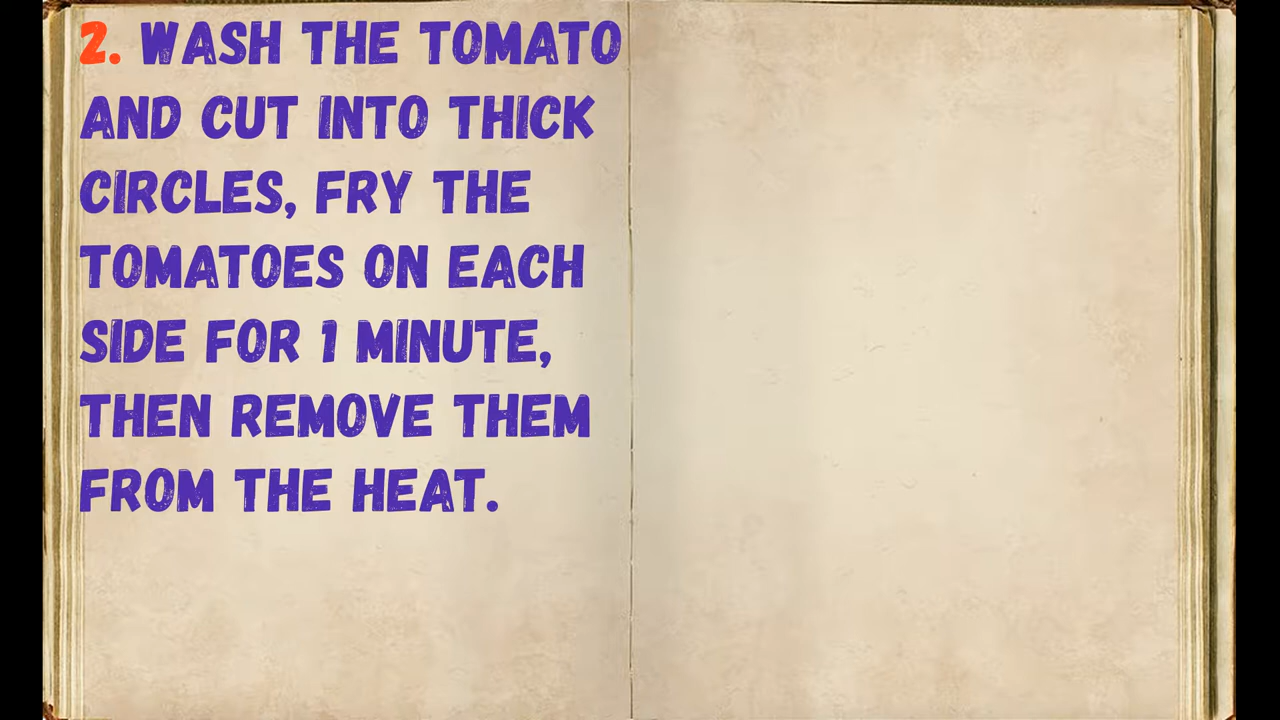 2. WASH THE TOMATO
AND CUT INTO THICK
CIRCLES, FRY THE
TOMATOES ON EACH
SIDE FOR 1 MINUTE,
THEN REMOVE THEM
FROM THE HEAT.